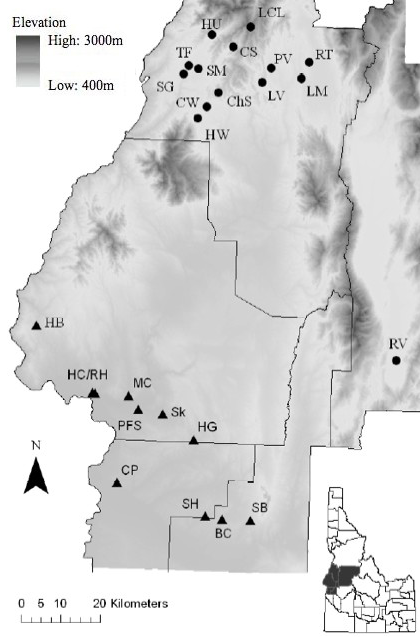 Elevation
High: 3000m
Low: 400m
LCL
HU
CS
TF
SM
PV
RT
SG
LV
LM
ChS
CW
HW
HB
RV
HC/RH
MC
PFS
Sk
HG
N
CP
SH
SB
BC
0 5 10 20 Kilometers